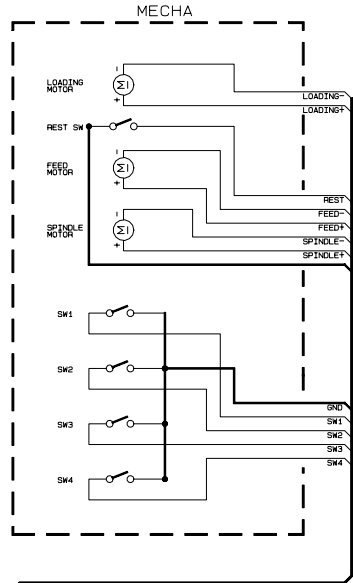 MECHA
LOADING
MOTOR
LOADING-
LOADING+
REST SW
FEED
MOTOR
REST
FEED-
FEED+
SPINDLE
MOTOR
SPINDLE-
SPINDLE+
SW1
SW2
SW3
SW4
GND
SW1
SW2
SW3
SW4